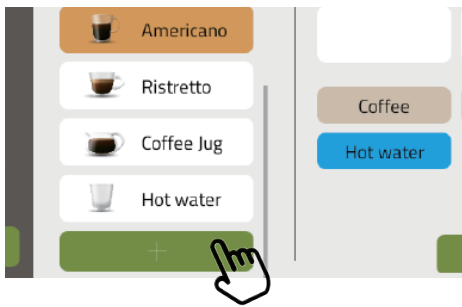 Americano
Ristretto
Coffee Jug
Hot water
+
Coffee
Hot water